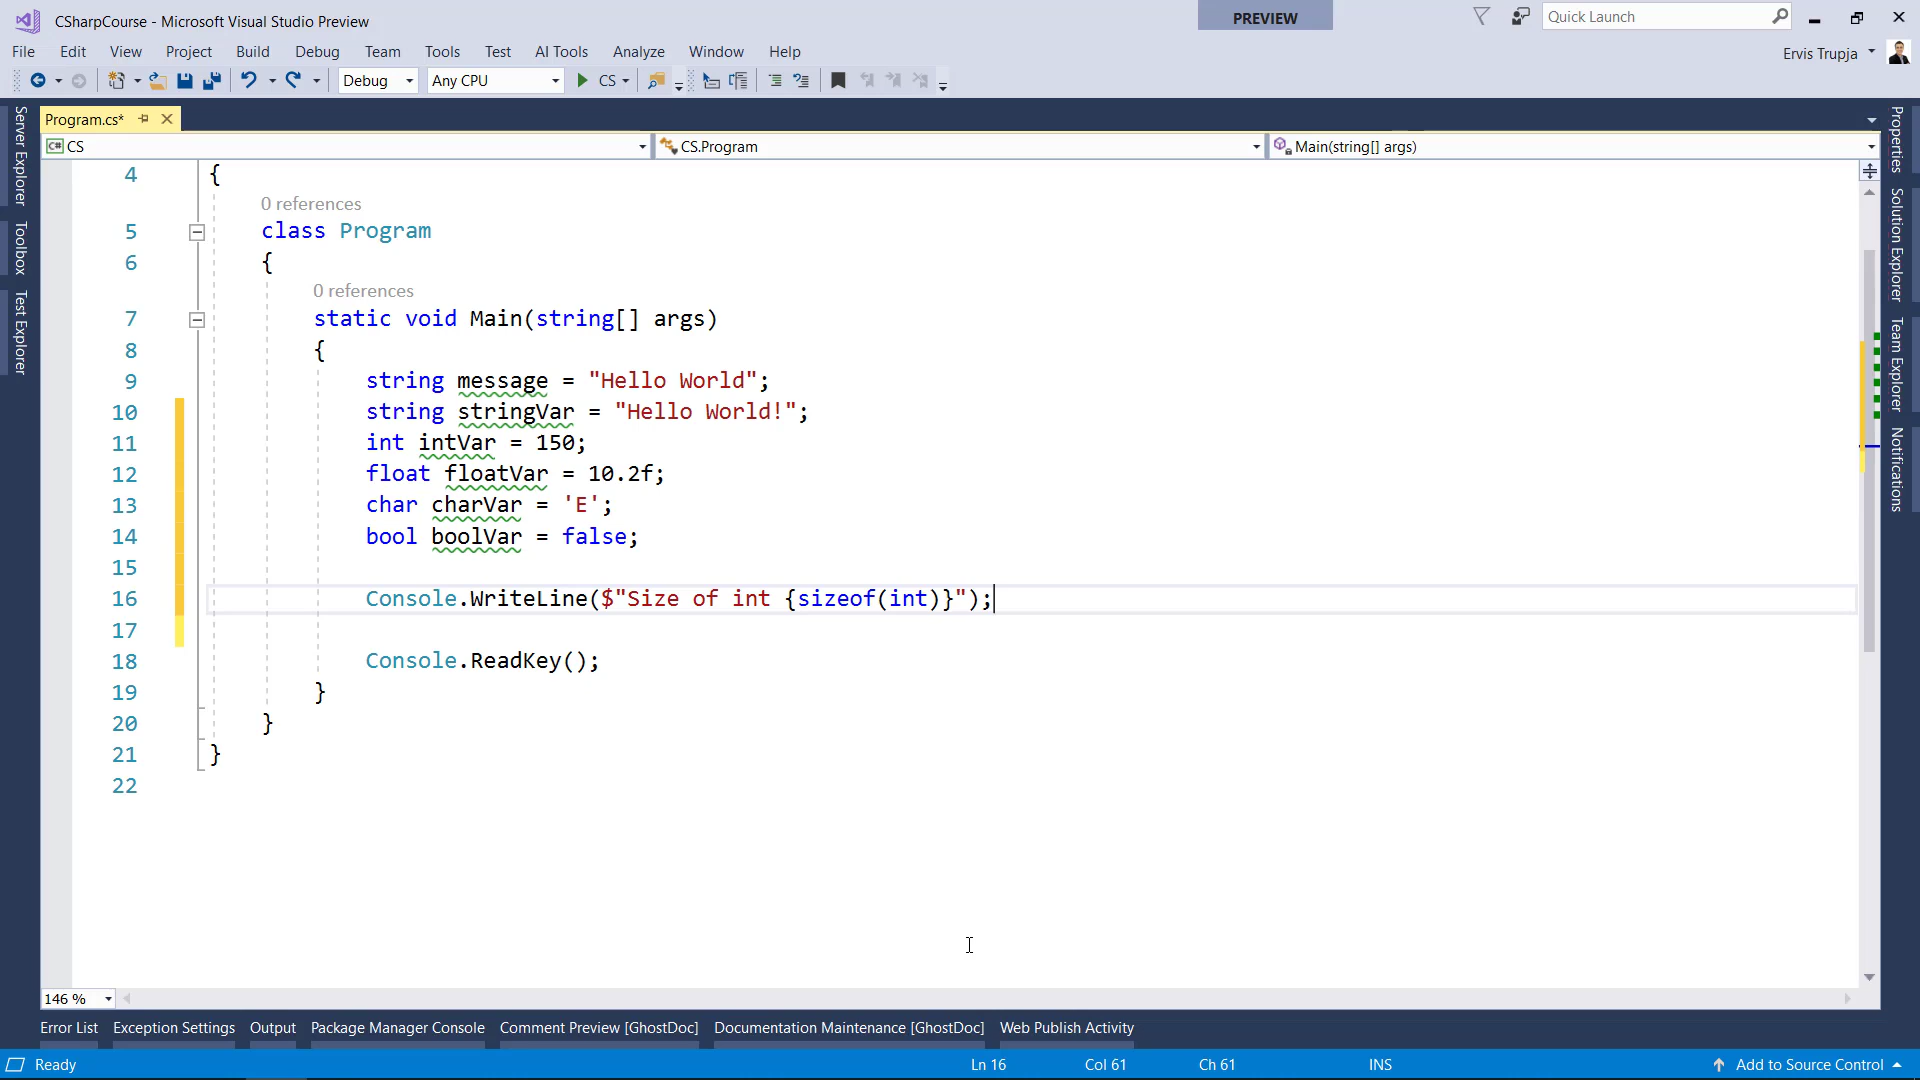 CSharpCourse - Microsoft Visual Studio Preview
PREVIEW
Quick Launch
File Edit View Project Build Debug Team Tools Test AI Tools Analyze Window Help
Ervis Trupja
Debug Any CPU CS
Server Explorer
Toolbox
Test Explorer
Program.cs*
C# CS
CS.Program
Main(string[] args)
4 {
0 references
5 class Program
6 {
0 references
7 static void Main(string[] args)
8 {
9 string message = "Hello World";
10 string stringVar = "Hello World!";
11 int intVar = 150;
12 float floatVar = 10.2f;
13 char charVar = 'E';
14 bool boolVar = false;
15
16 Console.WriteLine($"Size of int {sizeof(int)}");
17
18 Console.ReadKey();
19 }
20 }
21 }
22
Properties
Solution Explorer
Team Explorer
Notifications
146 %
Error List Exception Settings Output Package Manager Console Comment Preview [GhostDoc] Documentation Maintenance [GhostDoc] Web Publish Activity
Ready Ln 16 Col 61 Ch 61 INS Add to Source Control